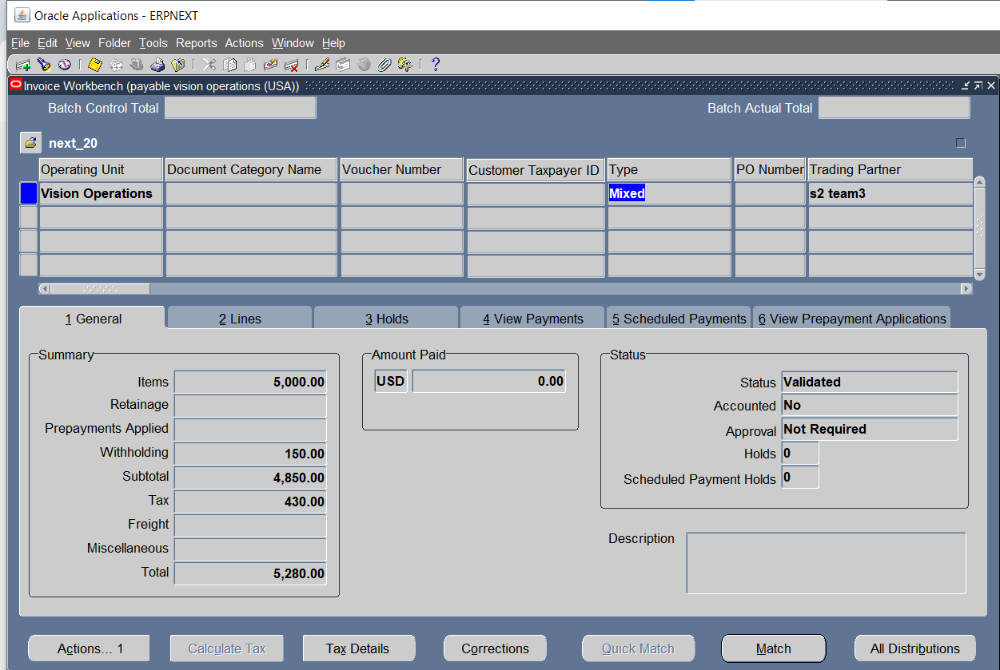 Oracle Applications - ERPNEXT
File Edit View Folder Tools Reports Actions Window Help
?
Invoice Workbench (payable vision operations (USA))
Batch Control Total Batch Actual Total
next_20
Operating Unit Document Category Name Voucher Number Customer Taxpayer ID Type PO Number Trading Partner
Vision Operations Mixed s2 team3
1 General 2 Lines 3 Holds 4 View Payments 5 Scheduled Payments 6 View Prepayment Applications
Summary Amount Paid Status
Items 5,000.00 USD 0.00 Status Validated
Retainage Accounted No
Prepayments Applied Approval Not Required
Withholding 150.00 Holds 0
Subtotal 4,850.00 Scheduled Payment Holds 0
Tax 430.00
Freight
Miscellaneous Description
Total 5,280.00
Actions... 1 Calculate Tax Tax Details Corrections Quick Match Match All Distributions